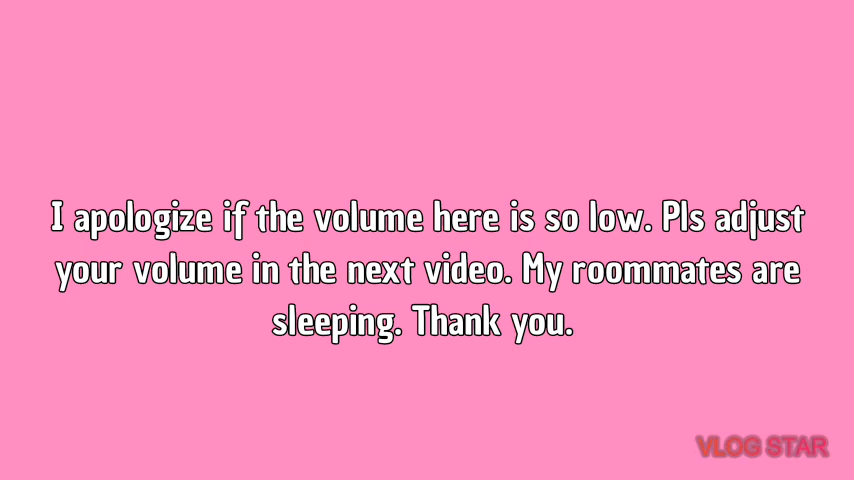 I apologize if the volume here is so low. Pls adjust
your volume in the next video. My roommates are
sleeping. Thank you.
VLOG STAR